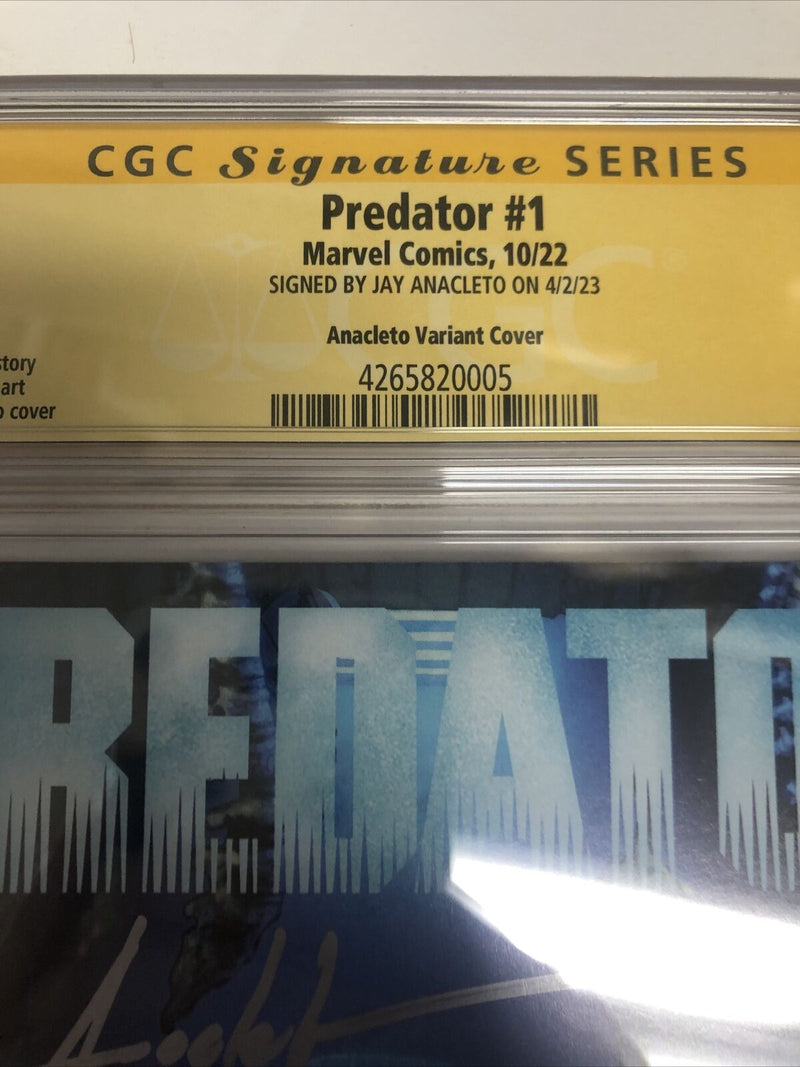 CGC Signature SERIES
Predator #1
Marvel Comics, 10/22
SIGNED BY JAY ANACLETO ON 4/2/23
Anacleto Variant Cover
story
art
cover
4265820005
CGC
REDATO